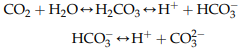 CO₂ + H₂O ↔ H₂CO₃ ↔ H⁺ + HCO₃⁻
HCO₃⁻ ↔ H⁺ + CO₃²⁻